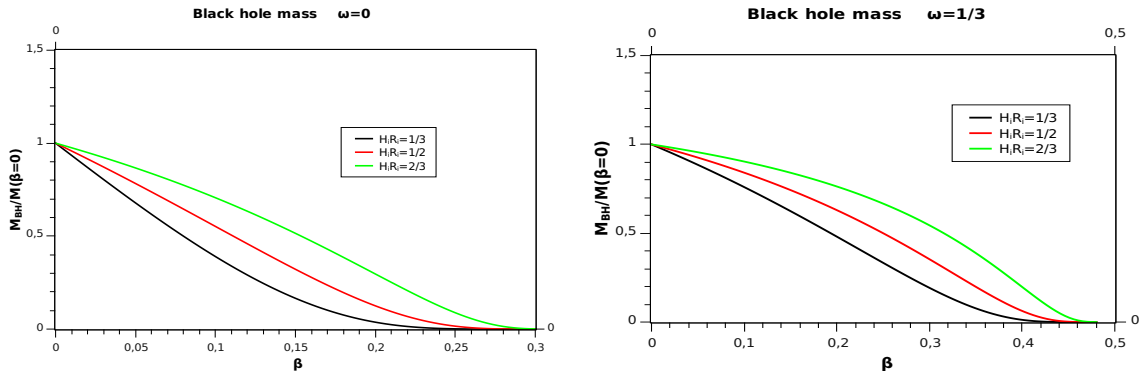 Black hole mass ω=0
0
1,5
1
0,5
0
M_BH/M(β=0)
H_iR_i=1/3
H_iR_i=1/2
H_iR_i=2/3
0
0 0,05 0,1 0,15 0,2 0,25 0,3
β
Black hole mass ω=1/3
0 0,5
1,5
1
0,5
0
M_BH/M(β=0)
H_iR_i=1/3
H_iR_i=1/2
H_iR_i=2/3
0
0 0,1 0,2 0,3 0,4 0,5
β